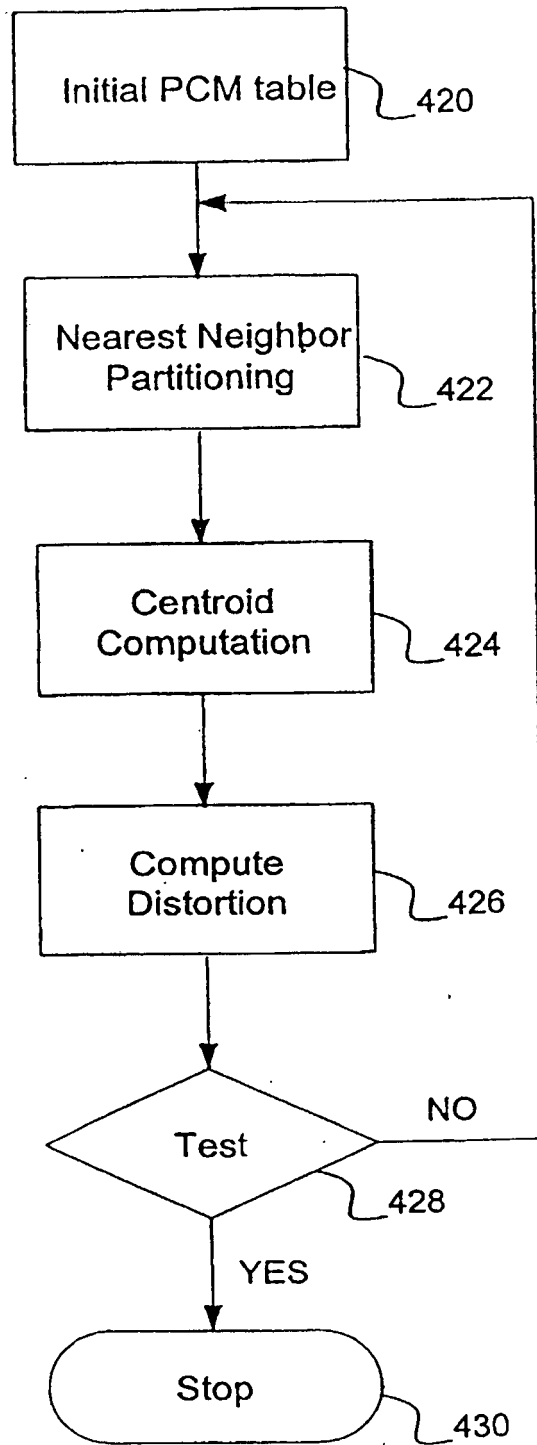 Initial PCM table
420
Nearest Neighbor
Partitioning
422
Centroid
Computation
424
Compute
Distortion
426
Test
NO
428
YES
Stop
430